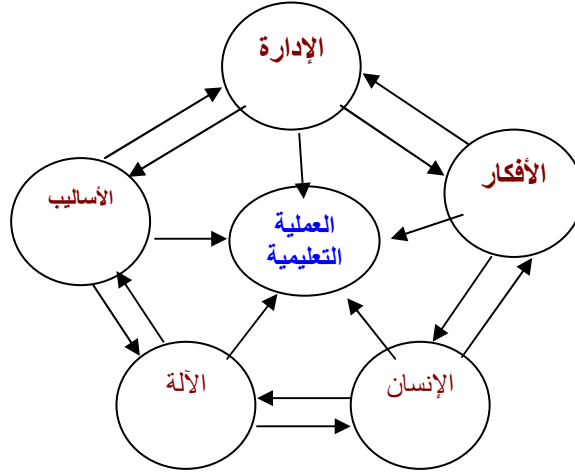 الإدارة
الأفكار
الأساليب
العملية
التعليمية
الآلة
الإنسان